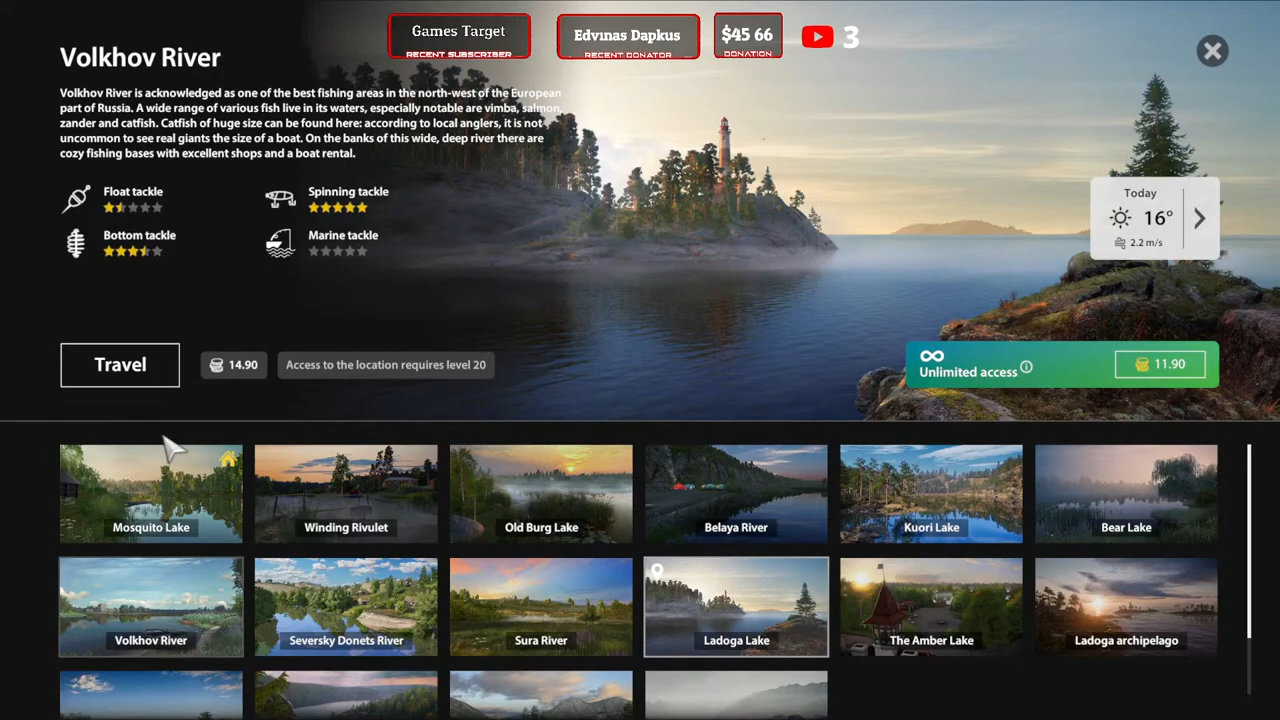 Games Target
RECENT SUBSCRIBER
Edvinas Dapkus
RECENT DONATOR
$45 66
DONATION
3
Volkhov River
Volkhov River is acknowledged as one of the best fishing areas in the north-west of the European
part of Russia. A wide range of various fish live in its waters, especially notable are vimba, salmon,
zander and catfish. Catfish of huge size can be found here: according to local anglers, it is not
uncommon to see real giants the size of a boat. On the banks of this wide, deep river there are
cozy fishing bases with excellent shops and a boat rental.
Float tackle
Spinning tackle
Bottom tackle
Marine tackle
Today
16°
2.2 m/s
Travel
14.90
Access to the location requires level 20
Unlimited access
11.90
Mosquito Lake
Winding Rivulet
Old Burg Lake
Belaya River
Kuori Lake
Bear Lake
Volkhov River
Seversky Donets River
Sura River
Ladoga Lake
The Amber Lake
Ladoga archipelago